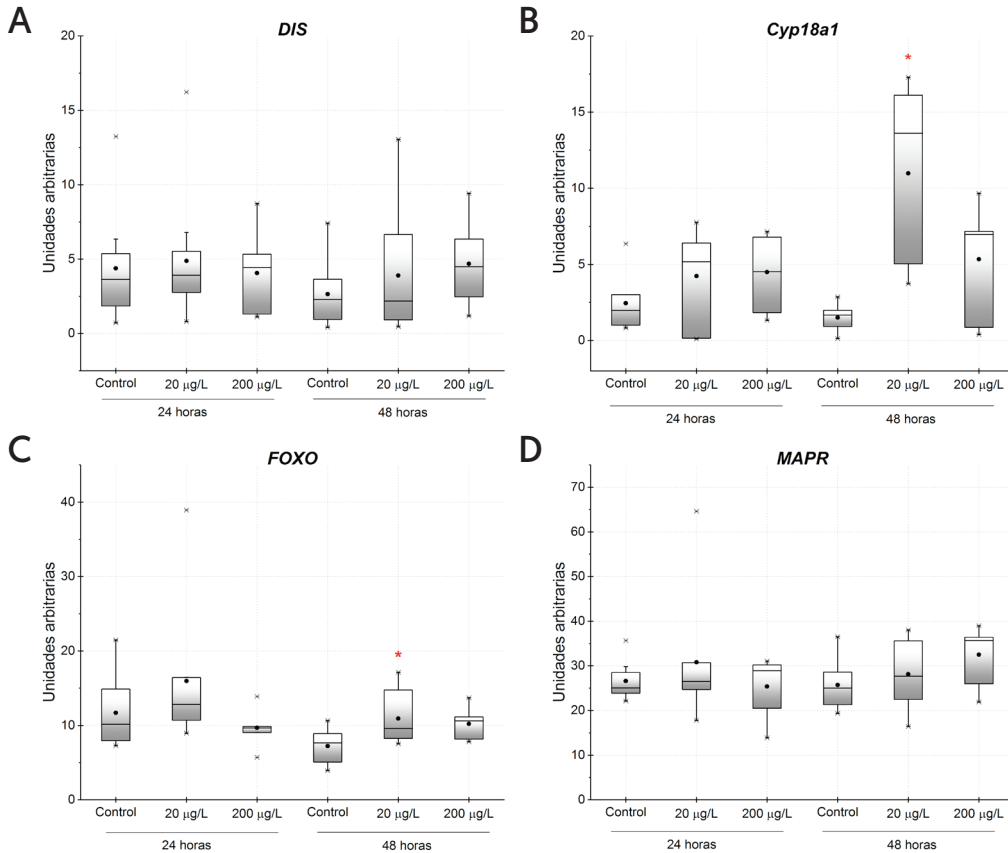 A
DIS
Unidades arbitrarias
20
15
10
5
0
Control 20 µg/L 200 µg/L Control 20 µg/L 200 µg/L
24 horas 48 horas
B
Cyp18a1
Unidades arbitrarias
20
15
10
5
0
*
Control 20 µg/L 200 µg/L Control 20 µg/L 200 µg/L
24 horas 48 horas
C
FOXO
Unidades arbitrarias
40
30
20
10
0
*
Control 20 µg/L 200 µg/L Control 20 µg/L 200 µg/L
24 horas 48 horas
D
MAPR
Unidades arbitrarias
70
60
50
40
30
20
10
0
Control 20 µg/L 200 µg/L Control 20 µg/L 200 µg/L
24 horas 48 horas